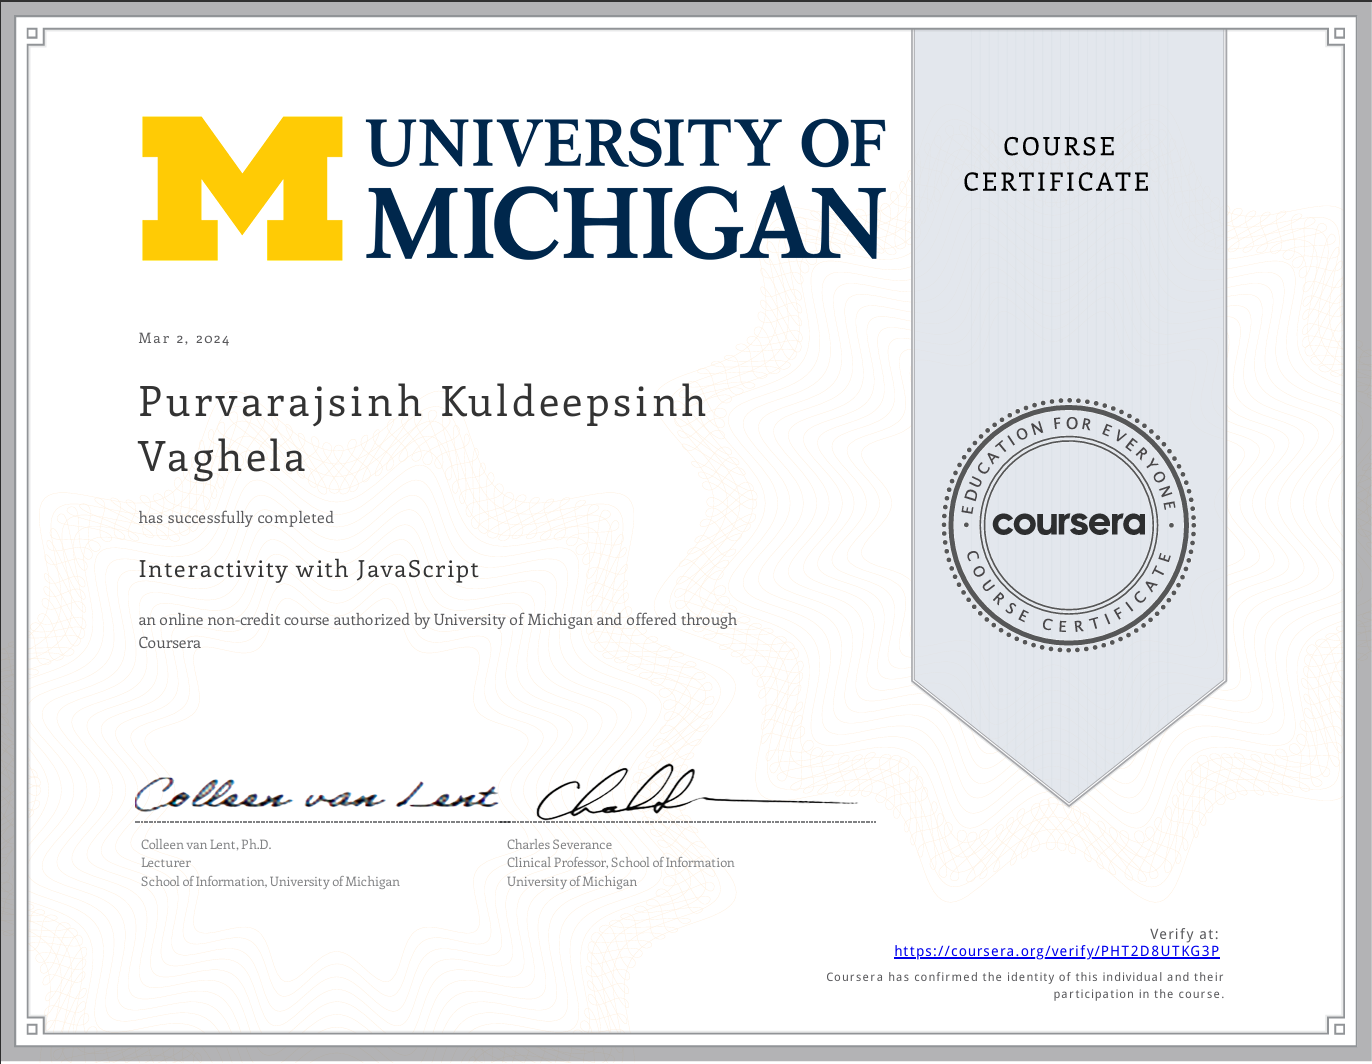 UNIVERSITY OF
MICHIGAN
COURSE
CERTIFICATE
Mar 2, 2024
Purvarajsinh Kuldeepsinh
Vaghela
has successfully completed
Interactivity with JavaScript
an online non-credit course authorized by University of Michigan and offered through
Coursera
EDUCATION FOR EVERYONE
coursera
COURSE CERTIFICATE
Colleen van Lent
Colleen van Lent, Ph.D.
Lecturer
School of Information, University of Michigan
Charles Severance
Clinical Professor, School of Information
University of Michigan
Verify at:
https://coursera.org/verify/PHT2D8UTKG3P
Coursera has confirmed the identity of this individual and their
participation in the course.